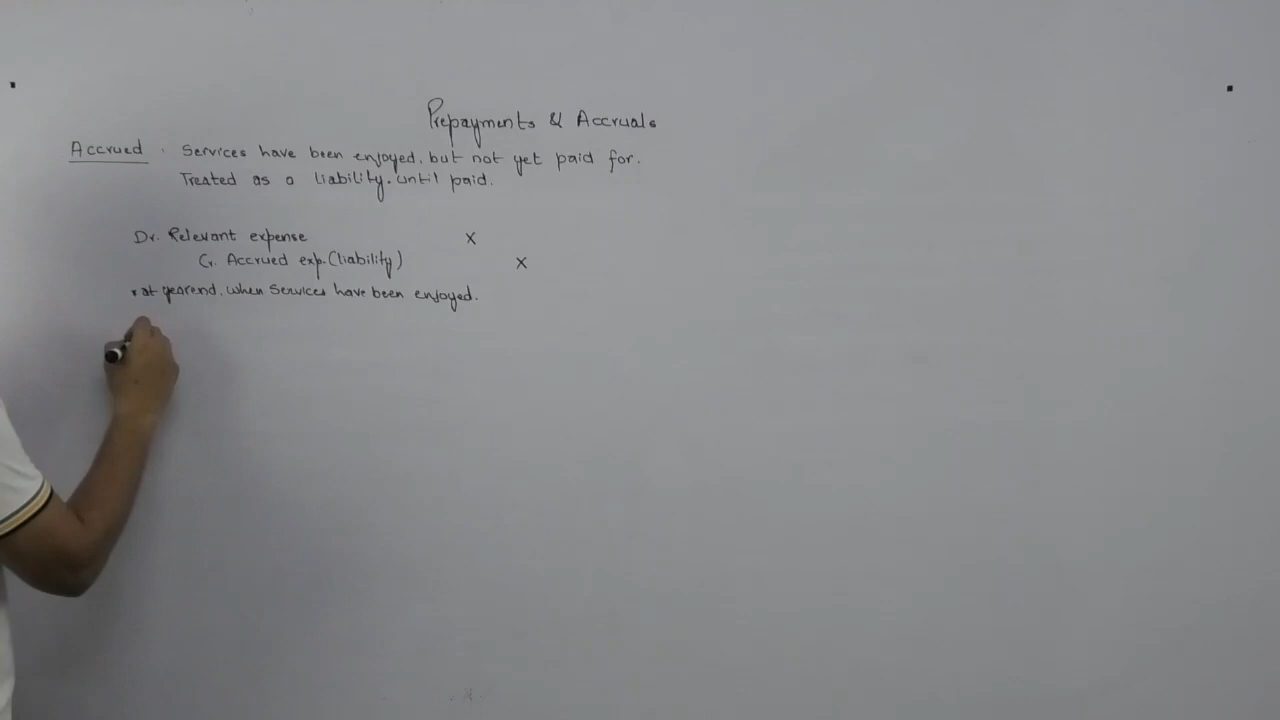 Prepayments & Accruals
Accrued. Services have been enjoyed, but not yet paid for.
Treated as a liability. until paid.
Dr. Relevant expense X
Cr. Accrued exp. (liability) X
* at yearend, when services have been enjoyed.